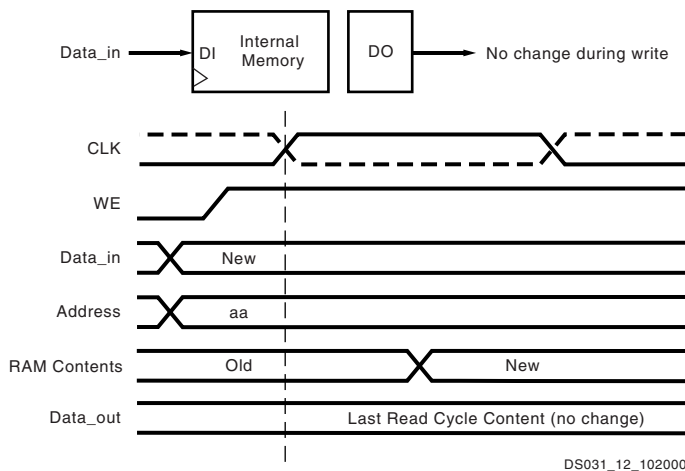 Data_in
DI
Internal
Memory
DO
No change during write
CLK
WE
Data_in
New
Address
aa
RAM Contents
Old
New
Data_out
Last Read Cycle Content (no change)
DS031_12_102000